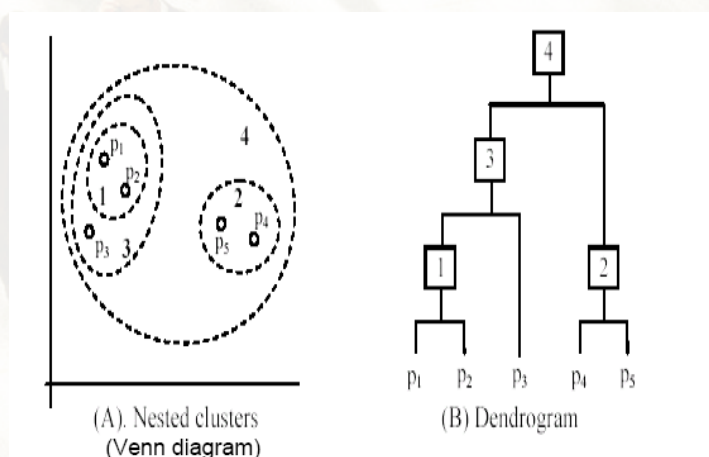 4
p1
p2
1
2
p4
p5
p3 3
(A). Nested clusters
(Venn diagram)
4
3
1
2
p1 p2 p3 p4 p5
(B) Dendrogram